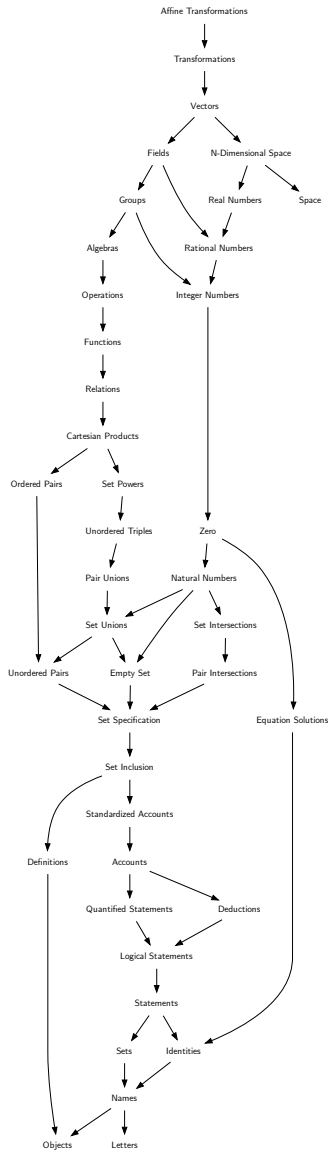 Affine Transformations
Transformations
Vectors
Fields
N-Dimensional Space
Groups
Real Numbers
Space
Algebras
Rational Numbers
Operations
Integer Numbers
Functions
Relations
Cartesian Products
Ordered Pairs
Set Powers
Unordered Triples
Zero
Pair Unions
Natural Numbers
Set Unions
Set Intersections
Unordered Pairs
Empty Set
Pair Intersections
Set Specification
Equation Solutions
Set Inclusion
Standardized Accounts
Definitions
Accounts
Quantified Statements
Deductions
Logical Statements
Statements
Sets
Identities
Names
Objects
Letters